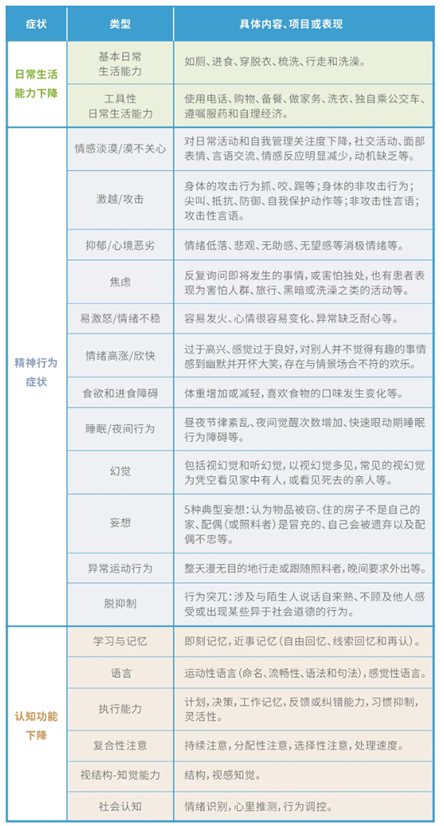 症状 类型 具体内容、项目或表现
日常生活
能力下降
基本日常
生活能力
如厕、进食、穿脱衣、梳洗、行走和洗澡。
工具性
日常生活能力
使用电话、购物、备餐、做家务、洗衣、独自乘公交车、
遵嘱服药和自理经济。
精神行为
症状
情感淡漠/漠不关心
对日常活动和自我管理关注度下降，社交活动、面部
表情、言语交流、情感反应明显减少，动机缺乏等。
激越/攻击
身体的攻击行为抓、咬、踢等；身体的非攻击行为；
尖叫、抵抗、防御、自我保护动作等；非攻击性言语；
攻击性言语。
抑郁/心境恶劣
情绪低落、悲观、无助感、无望感等消极情绪等。
焦虑
反复询问即将发生的事情，或害怕独处，也有患者表
现为害怕人群、旅行、黑暗或洗澡之类的活动等。
易激怒/情绪不稳
容易发火、心情很容易变化、异常缺乏耐心等。
情绪高涨/欣快
过于高兴、感觉过于良好，对别人并不觉得有趣的事情
感到幽默并开怀大笑，存在与情景场合不符的欢乐。
食欲和进食障碍
体重增加或减轻，喜欢食物的口味发生变化等。
睡眠/夜间行为
昼夜节律紊乱、夜间觉醒次数增加、快速眼动期睡眠
行为障碍等。
幻觉
包括视幻觉和听幻觉，以视幻觉多见，常见的视幻觉
为凭空看见家中有人，或看见死去的亲人等。
妄想
5种典型妄想：认为物品被窃、住的房子不是自己的
家、配偶（或照料者）是冒充的、自己会被遗弃以及配
偶不忠等。
异常运动行为
整天漫无目的地行走或跟随照料者，晚间要求外出等。
脱抑制
行为突兀：涉及与陌生人说话自来熟、不顾及他人感
受或出现某些异于社会道德的行为。
认知功能
下降
学习与记忆
即刻记忆，近事记忆（自由回忆、线索回忆和再认）。
语言
运动性语言（命名、流畅性、语法和句法），感觉性语言。
执行能力
计划，决策，工作记忆，反馈或纠错能力，习惯抑制，
灵活性。
复合性注意
持续注意，分配性注意，选择性注意，处理速度。
视结构-知觉能力
结构，视感知觉。
社会认知
情绪识别，心里推测，行为调控。